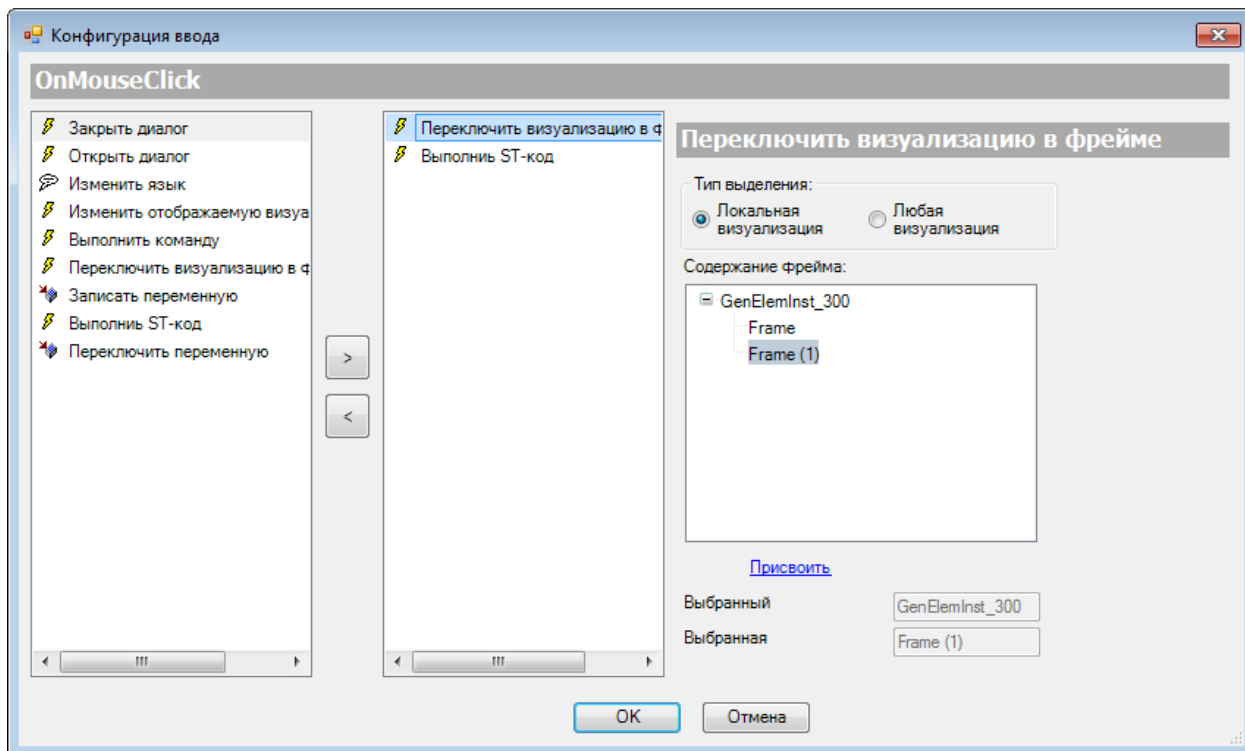 Конфигурация ввода
OnMouseClick
Закрыть диалог
Открыть диалог
Изменить язык
Изменить отображаемую визуа
Выполнить команду
Переключить визуализацию в ф
Записать переменную
Выполниь ST-код
Переключить переменную
>
<
Переключить визуализацию в ф
Выполниь ST-код
Переключить визуализацию в фрейме
Тип выделения:
Локальная визуализация
Любая визуализация
Содержание фрейма:
GenElemInst_300
Frame
Frame (1)
Присвоить
Выбранный GenElemInst_300
Выбранная Frame (1)
OK Отмена